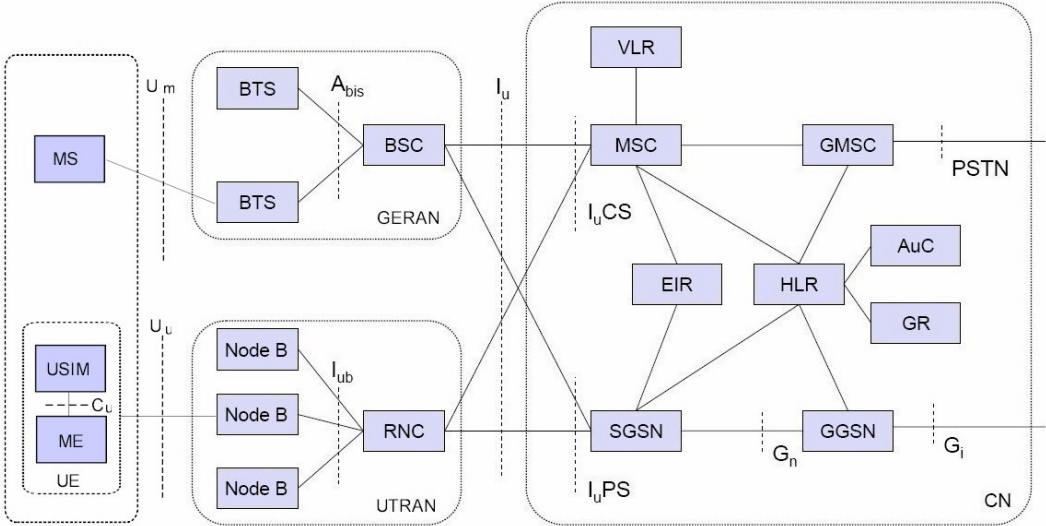 VLR
U m
BTS
A bis
I u
MS
BSC
MSC
GMSC
PSTN
BTS
GERAN
I u CS
AuC
EIR
HLR
GR
U u
Node B
USIM
I ub
C u
Node B
ME
RNC
SGSN
GGSN
G n
G i
UE
Node B
I u PS
UTRAN
CN